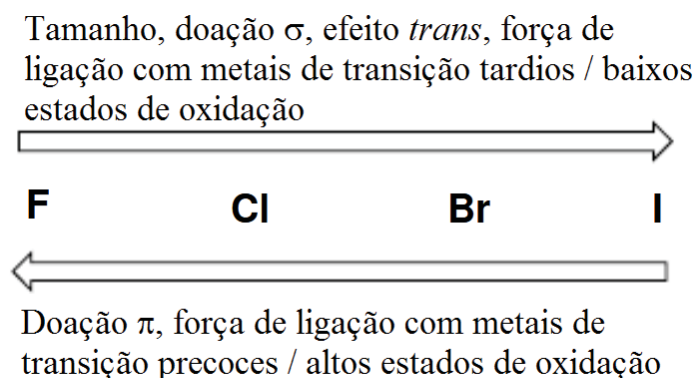 Tamanho, doação σ, efeito trans, força de
ligação com metais de transição tardios / baixos
estados de oxidação
F Cl Br I
Doação π, força de ligação com metais de
transição precoces / altos estados de oxidação